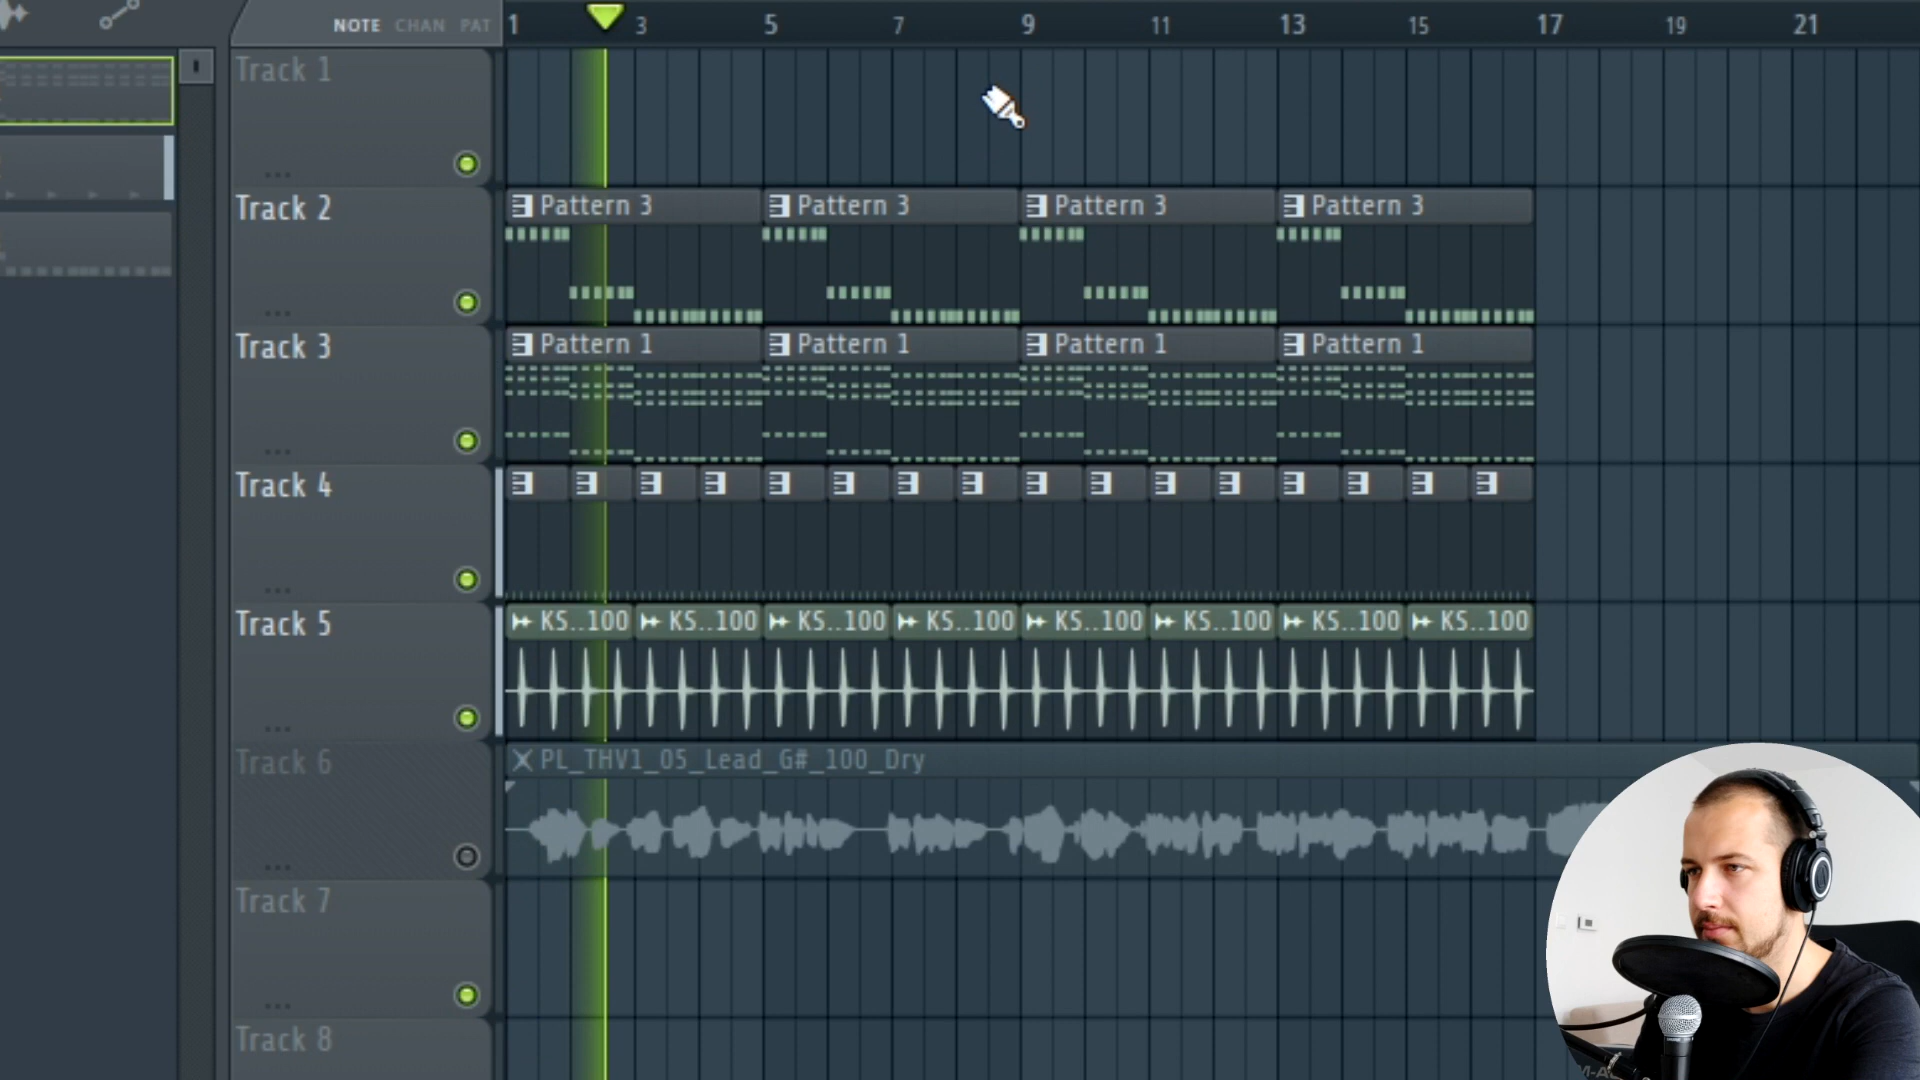 NOTE CHAN PAT 1 3 5 7 9 11 13 15 17 19 21
Track 1
Track 2
Pattern 3 Pattern 3 Pattern 3 Pattern 3
Track 3
Pattern 1 Pattern 1 Pattern 1 Pattern 1
Track 4
Track 5
KS..100 KS..100 KS..100 KS..100 KS..100 KS..100 KS..100 KS..100
Track 6
PL_THV1_05_Lead_G#_100_Dry
Track 7
Track 8